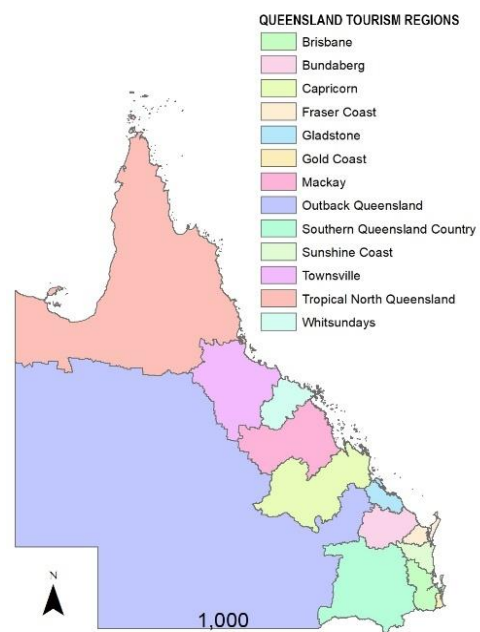 QUEENSLAND TOURISM REGIONS
Brisbane
Bundaberg
Capricorn
Fraser Coast
Gladstone
Gold Coast
Mackay
Outback Queensland
Southern Queensland Country
Sunshine Coast
Townsville
Tropical North Queensland
Whitsundays
N
1,000